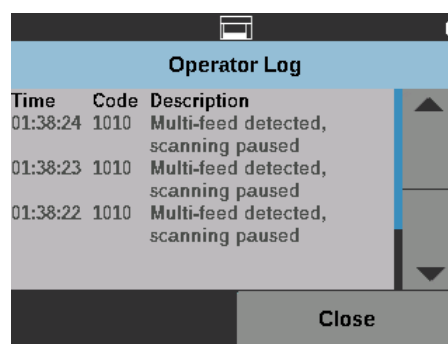 Operator Log
Time Code Description
01:38:24 1010 Multi-feed detected,
scanning paused
01:38:23 1010 Multi-feed detected,
scanning paused
01:38:22 1010 Multi-feed detected,
scanning paused
Close